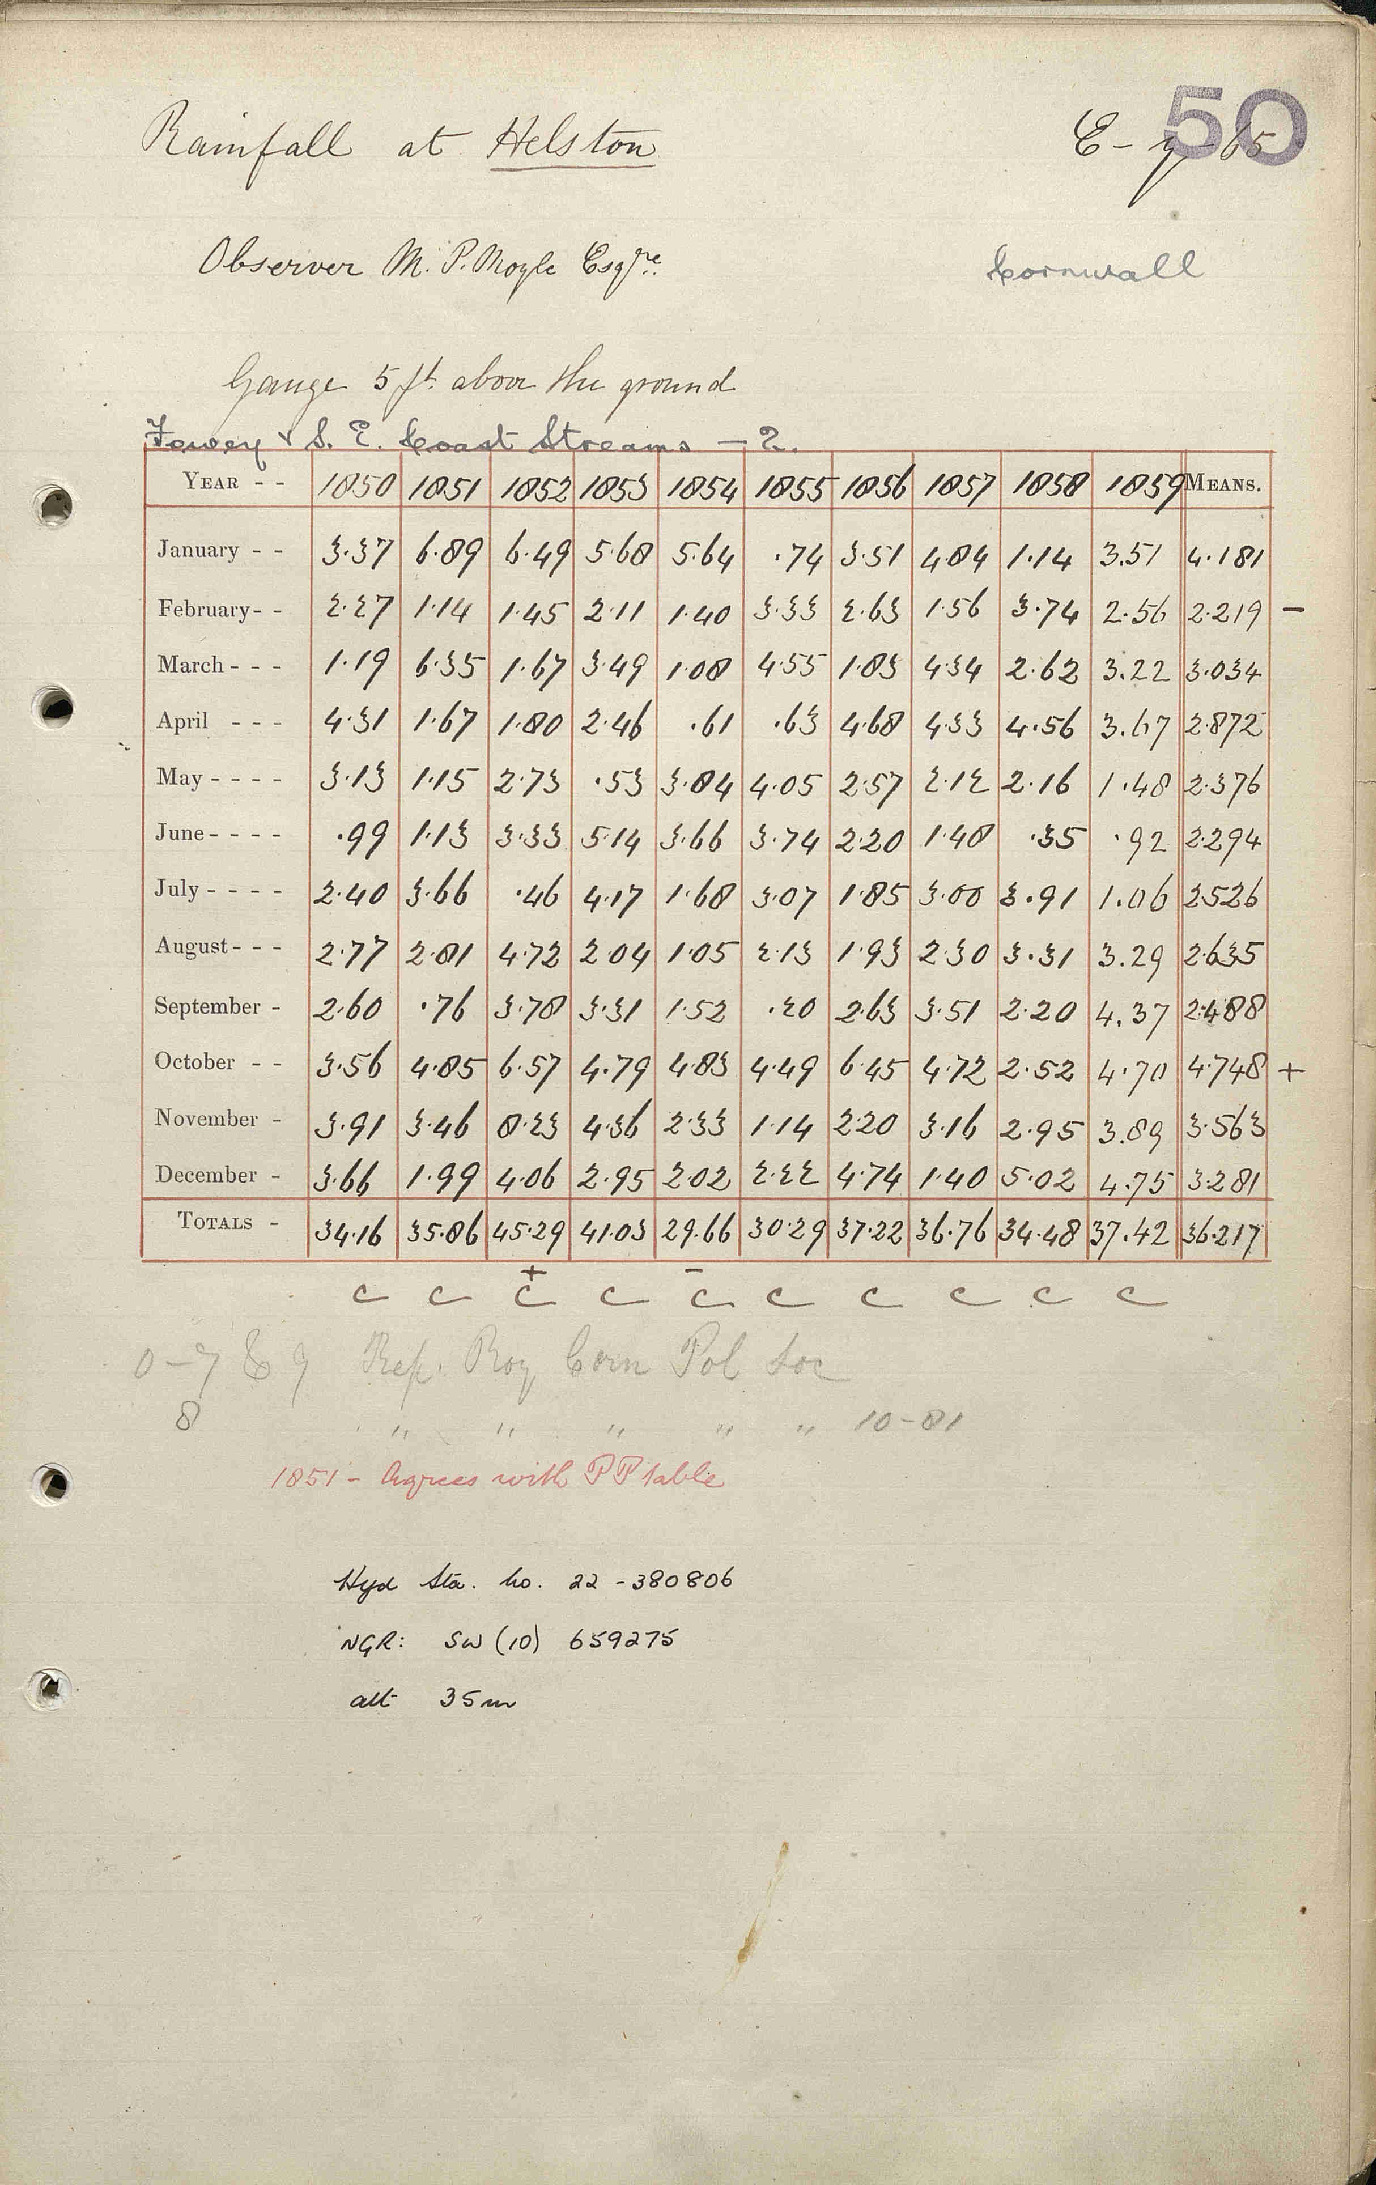 50
Rainfall at Helston
E-7-65
Observer M. P. Moyle Esqre.
Cornwall
Gauge 5 ft above the ground
Fowey & S. E. Coast Streams — 2.
YEAR - - 1850 1851 1852 1853 1854 1855 1856 1857 1858 1859 MEANS.
January - - 3.37 6.89 6.49 5.68 5.64 .74 3.51 4.84 1.14 3.51 4.181
February - - 2.27 1.14 1.45 2.11 1.40 3.33 2.63 1.56 3.74 2.56 2.219 —
March - - - 1.19 6.35 1.67 3.49 1.08 4.55 1.83 4.34 2.62 3.22 3.034
April - - - 4.31 1.67 1.80 2.46 .61 .63 4.68 4.33 4.56 3.67 2.872
May - - - - 3.13 1.15 2.73 .53 3.84 4.05 2.57 2.12 2.16 1.48 2.376
June - - - - .99 1.13 3.33 5.14 3.66 3.74 2.20 1.48 .35 .92 2.294
July - - - - 2.40 3.66 .46 4.17 1.68 3.07 1.85 3.00 3.91 1.06 2.526
August - - - 2.77 2.81 4.72 2.04 1.05 2.13 1.93 2.30 3.31 3.29 2.635
September - 2.60 .76 3.78 3.31 1.52 .20 2.63 3.51 2.20 4.37 2.488
October - - 3.56 4.85 6.57 4.79 4.83 4.49 6.45 4.72 2.52 4.70 4.748 +
November - 3.91 3.46 8.23 4.36 2.33 1.14 2.20 3.16 2.95 3.89 3.563
December - 3.66 1.99 4.06 2.95 2.02 2.22 4.74 1.40 5.02 4.75 3.281
TOTALS - 34.16 35.86 45.29 41.03 29.66 30.29 37.22 36.76 34.48 37.42 36.217
+ –
C C C C C C C C C C
0-7 & 9 Rep. Roy Corn Pol Soc
8 " " " " " 10-81
1851 - Agrees with PP table
Hyd Sta. No. 22 - 380806
NGR: SW (10) 659275
alt 35m